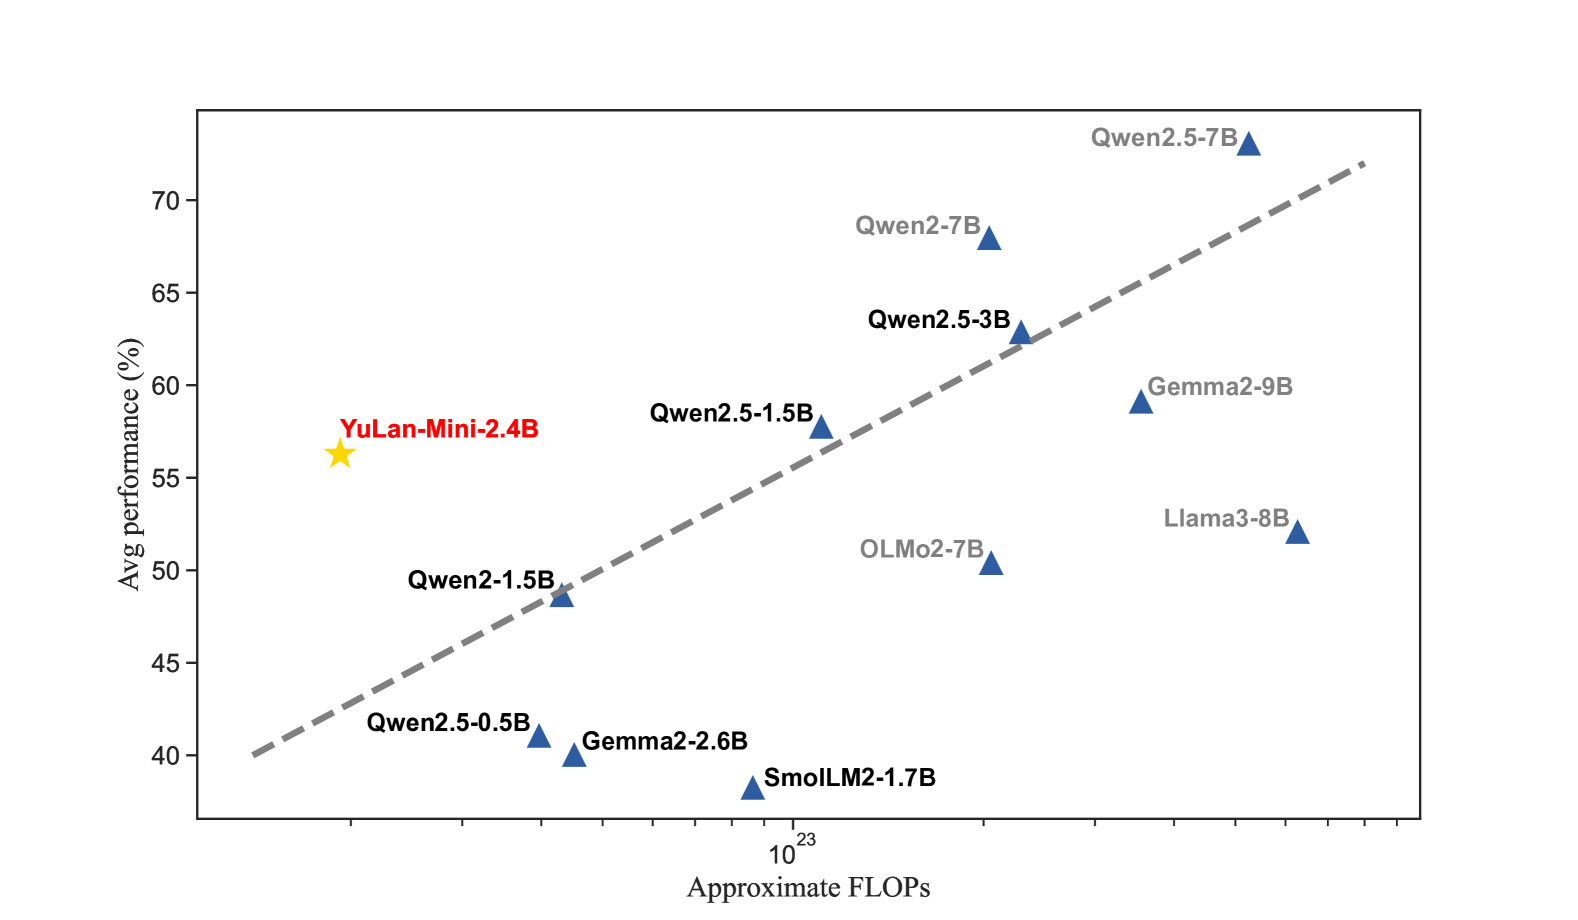 Qwen2.5-7B
70
Qwen2-7B
65
Qwen2.5-3B
60
Gemma2-9B
Qwen2.5-1.5B
YuLan-Mini-2.4B
55
Llama3-8B
OLMo2-7B
50
Qwen2-1.5B
45
Qwen2.5-0.5B
Gemma2-2.6B
40
SmolLM2-1.7B
Avg performance (%)
10^23
Approximate FLOPs